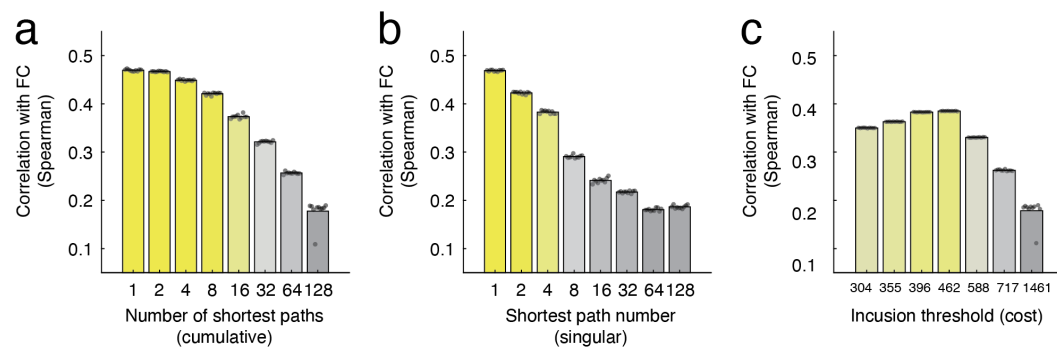 a
Correlation with FC
(Spearman)
0.5
0.4
0.3
0.2
0.1
1 2 4 8 16 32 64 128
Number of shortest paths
(cumulative)
b
Correlation with FC
(Spearman)
0.5
0.4
0.3
0.2
0.1
1 2 4 8 16 32 64 128
Shortest path number
(singular)
c
Correlation with FC
(Spearman)
0.5
0.4
0.3
0.2
0.1
304 355 396 462 588 717 1461
Incusion threshold (cost)